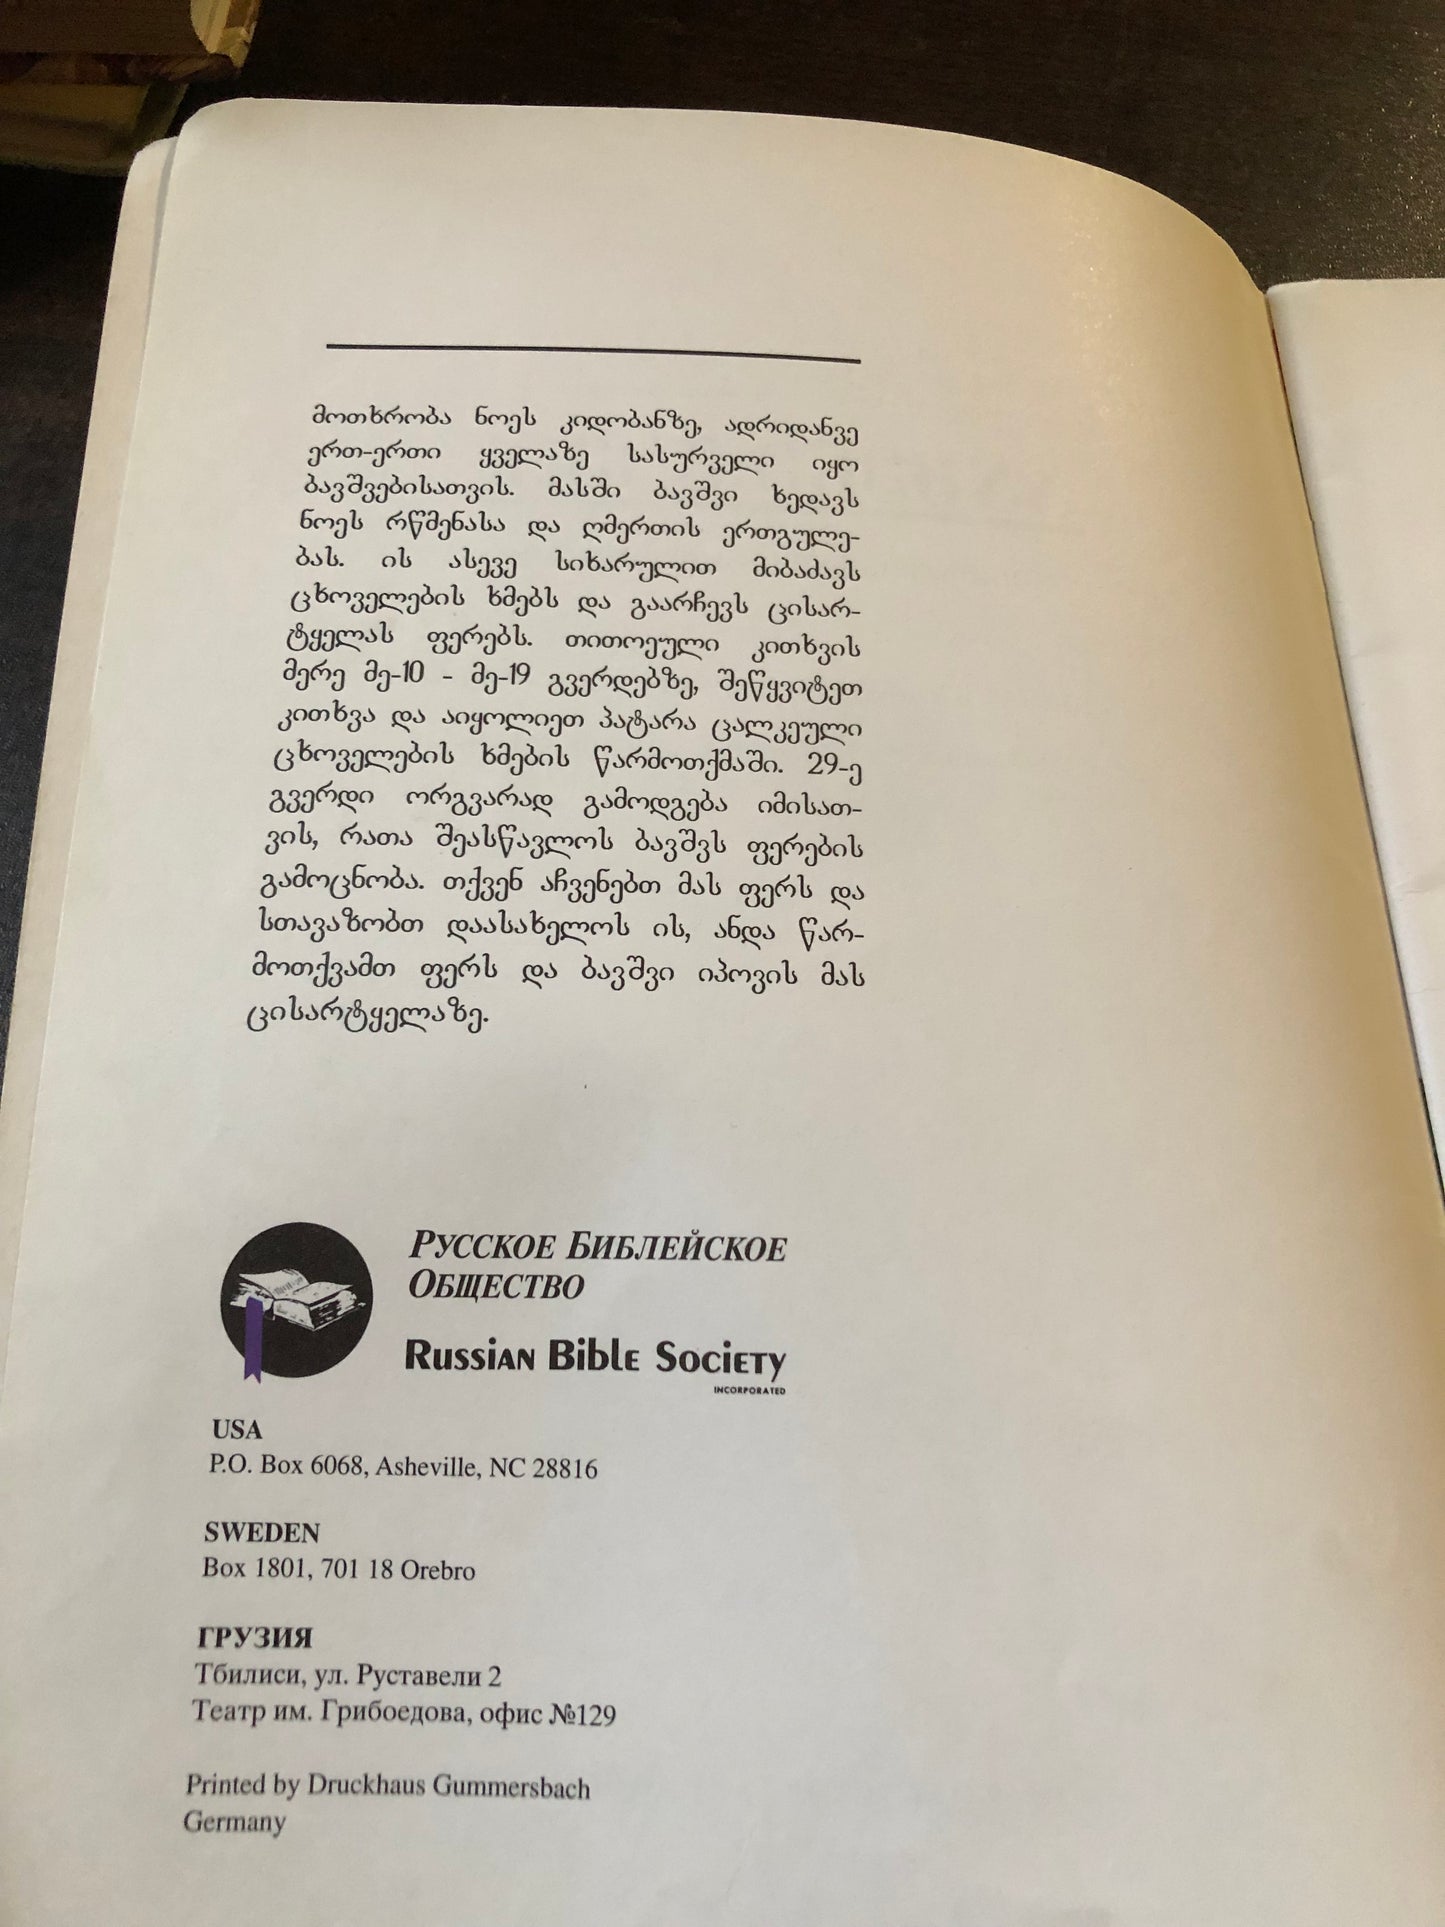 მოთხრობა ნოეს კიდობანზე, ადრიდანვე
ერთ-ერთი ყველაზე სასურველი იყო
ბავშვებისათვის. მასში ბავშვი ხედავს
ნოეს რწმენასა და ღმერთის ერთგულე-
ბას. ის ასევე სიხარულით მიბაძავს
ცხოველების ხმებს და გაარჩევს ცისარ-
ტყელას ფერებს. თითოეული კითხვის
მერე მე-10 - მე-19 გვერდებზე, შეწყვიტეთ
კითხვა და აიყოლიეთ პატარა ცალკეული
ცხოველების ხმების წარმოთქმაში. 29-ე
გვერდი ორგვარად გამოდგება იმისათ-
ვის, რათა შეასწავლოს ბავშვს ფერების
გამოცნობა. თქვენ აჩვენებთ მას ფერს და
სთავაზობთ დაასახელოს ის, ანდა წარ-
მოთქვამთ ფერს და ბავშვი იპოვის მას
ცისარტყელაზე.
Русское Библейское
Общество
Russian Bible Society
INCORPORATED
USA
P.O. Box 6068, Asheville, NC 28816
SWEDEN
Box 1801, 701 18 Orebro
ГРУЗИЯ
Тбилиси, ул. Руставели 2
Театр им. Грибоедова, офис №129
Printed by Druckhaus Gummersbach
Germany